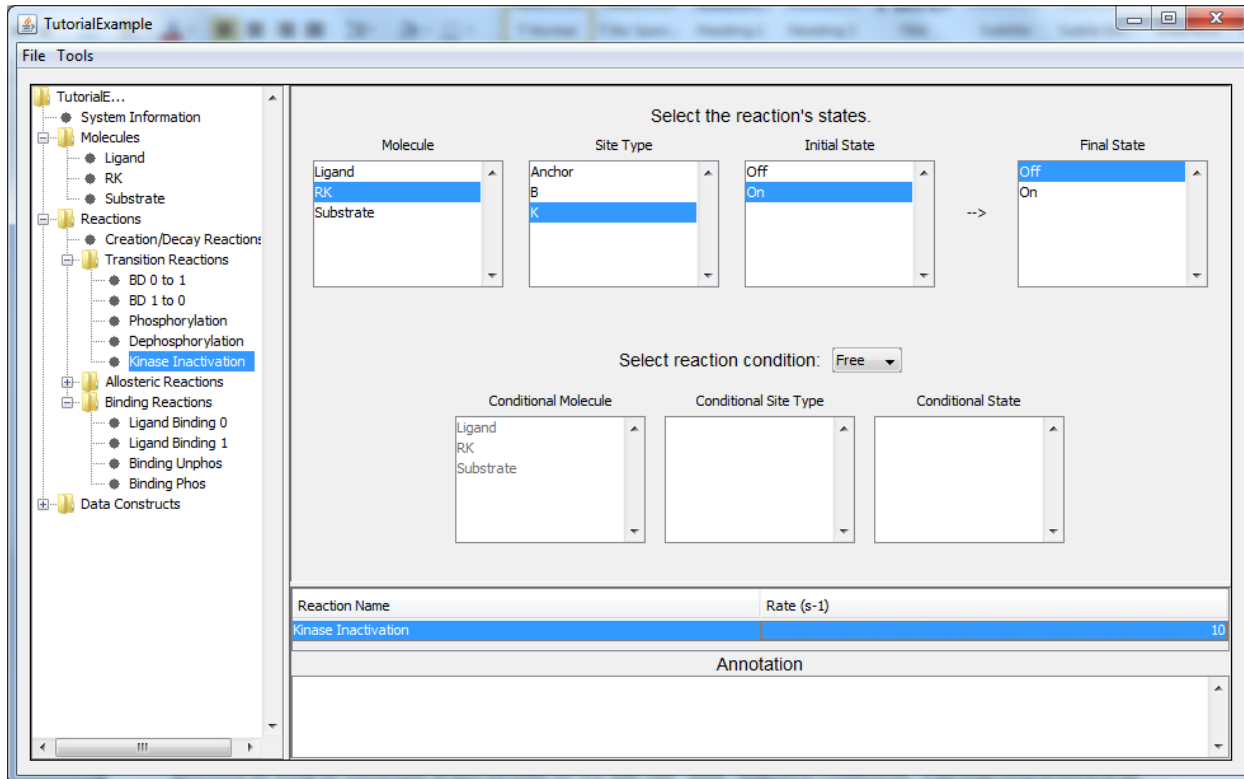 TutorialExample
File Tools
TutorialE...
System Information
Molecules
Ligand
RK
Substrate
Reactions
Creation/Decay Reactions
Transition Reactions
BD 0 to 1
BD 1 to 0
Phosphorylation
Dephosphorylation
Kinase Inactivation
Allosteric Reactions
Binding Reactions
Ligand Binding 0
Ligand Binding 1
Binding Unphos
Binding Phos
Data Constructs
Select the reaction's states.
Molecule Site Type Initial State Final State
Ligand Anchor Off Off
RK B On On
Substrate K -->
Select reaction condition: Free
Conditional Molecule Conditional Site Type Conditional State
Ligand
RK
Substrate
Reaction Name Rate (s-1)
Kinase Inactivation 10
Annotation